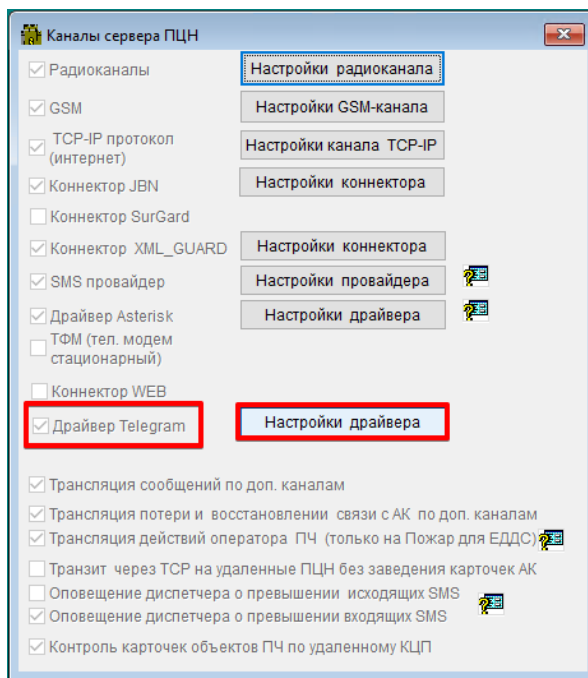 Каналы сервера ПЦН
Радиоканалы
Настройки радиоканала
GSM
Настройки GSM-канала
TCP-IP протокол
(интернет)
Настройки канала TCP-IP
Коннектор JBN
Настройки коннектора
Коннектор SurGard
Коннектор XML_GUARD
Настройки коннектора
SMS провайдер
Настройки провайдера
Драйвер Asterisk
Настройки драйвера
ТФМ (тел. модем
стационарный)
Коннектор WEB
Драйвер Telegram
Настройки драйвера
Трансляция сообщений по доп. каналам
Трансляция потери и восстановлении связи с АК по доп. каналам
Трансляция действий оператора ПЧ (только на Пожар для ЕДДС)
Транзит через TCP на удаленные ПЦН без заведения карточек АК
Оповещение диспетчера о превышении исходящих SMS
Оповещение диспетчера о превышении входящих SMS
Контроль карточек объектов ПЧ по удаленному КЦП